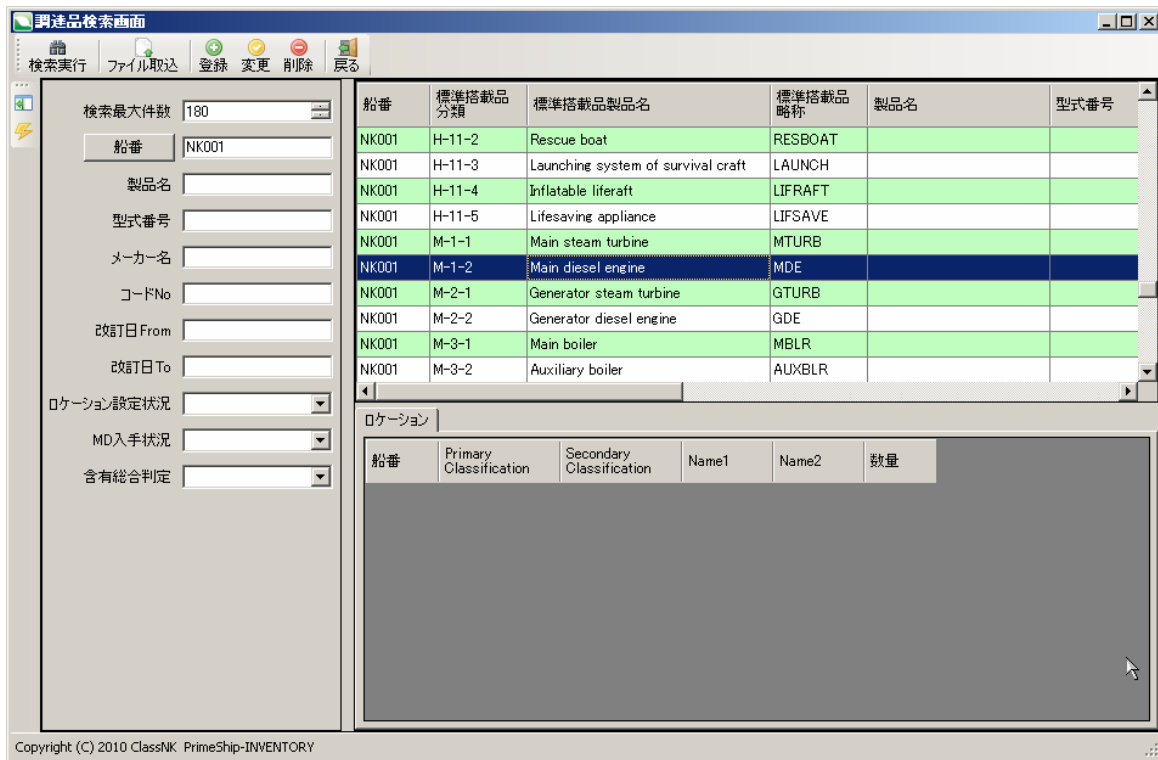 調達品検索画面
検索実行 ファイル取込 登録 変更 削除 戻る
検索最大件数 180
船番 NK001
製品名
型式番号
メーカー名
コードNo
改訂日From
改訂日To
ロケーション設定状況
MD入手状況
含有総合判定
船番 標準搭載品分類 標準搭載品製品名 標準搭載品略称 製品名 型式番号
NK001 H-11-2 Rescue boat RESBOAT
NK001 H-11-3 Launching system of survival craft LAUNCH
NK001 H-11-4 Inflatable liferaft LIFRAFT
NK001 H-11-5 Lifesaving appliance LIFSAVE
NK001 M-1-1 Main steam turbine MTURB
NK001 M-1-2 Main diesel engine MDE
NK001 M-2-1 Generator steam turbine GTURB
NK001 M-2-2 Generator diesel engine GDE
NK001 M-3-1 Main boiler MBLR
NK001 M-3-2 Auxiliary boiler AUXBLR
ロケーション
船番 Primary Classification Secondary Classification Name1 Name2 数量
Copyright (C) 2010 ClassNK PrimeShip-INVENTORY